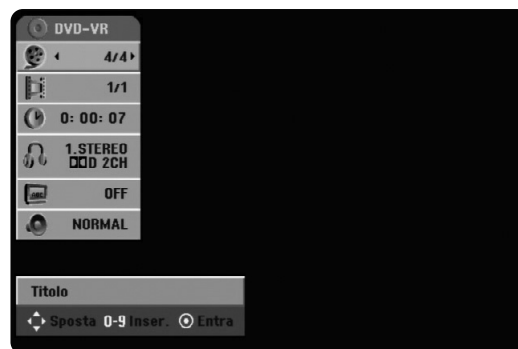 DVD-VR
4/4
1/1
0: 00: 07
1.STEREO
DD D 2CH
ABC
OFF
NORMAL
Titolo
Sposta 0-9 Inser. Entra